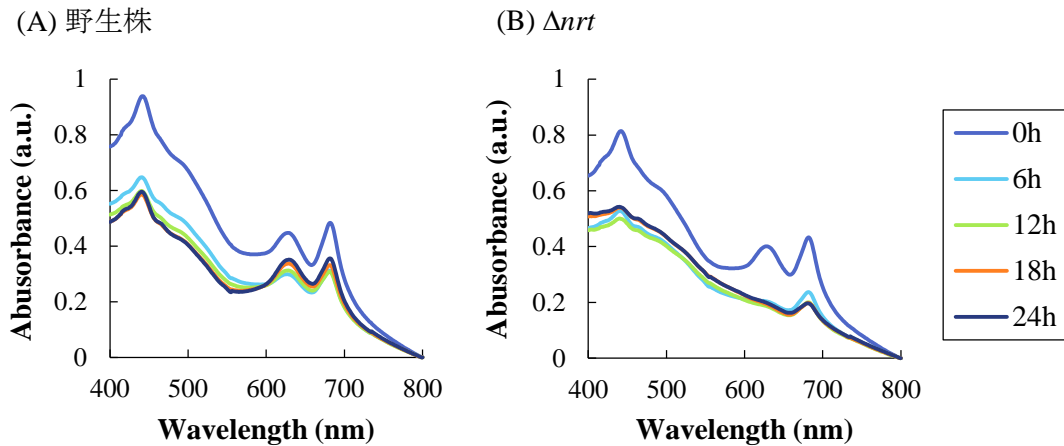 (A) 野生株
(B) Δnrt
1
0.8
0.6
0.4
0.2
0
400 500 600 700 800
Abusorbance (a.u.)
Wavelength (nm)
1
0.8
0.6
0.4
0.2
0
400 500 600 700 800
Abusorbance (a.u.)
Wavelength (nm)
0h
6h
12h
18h
24h